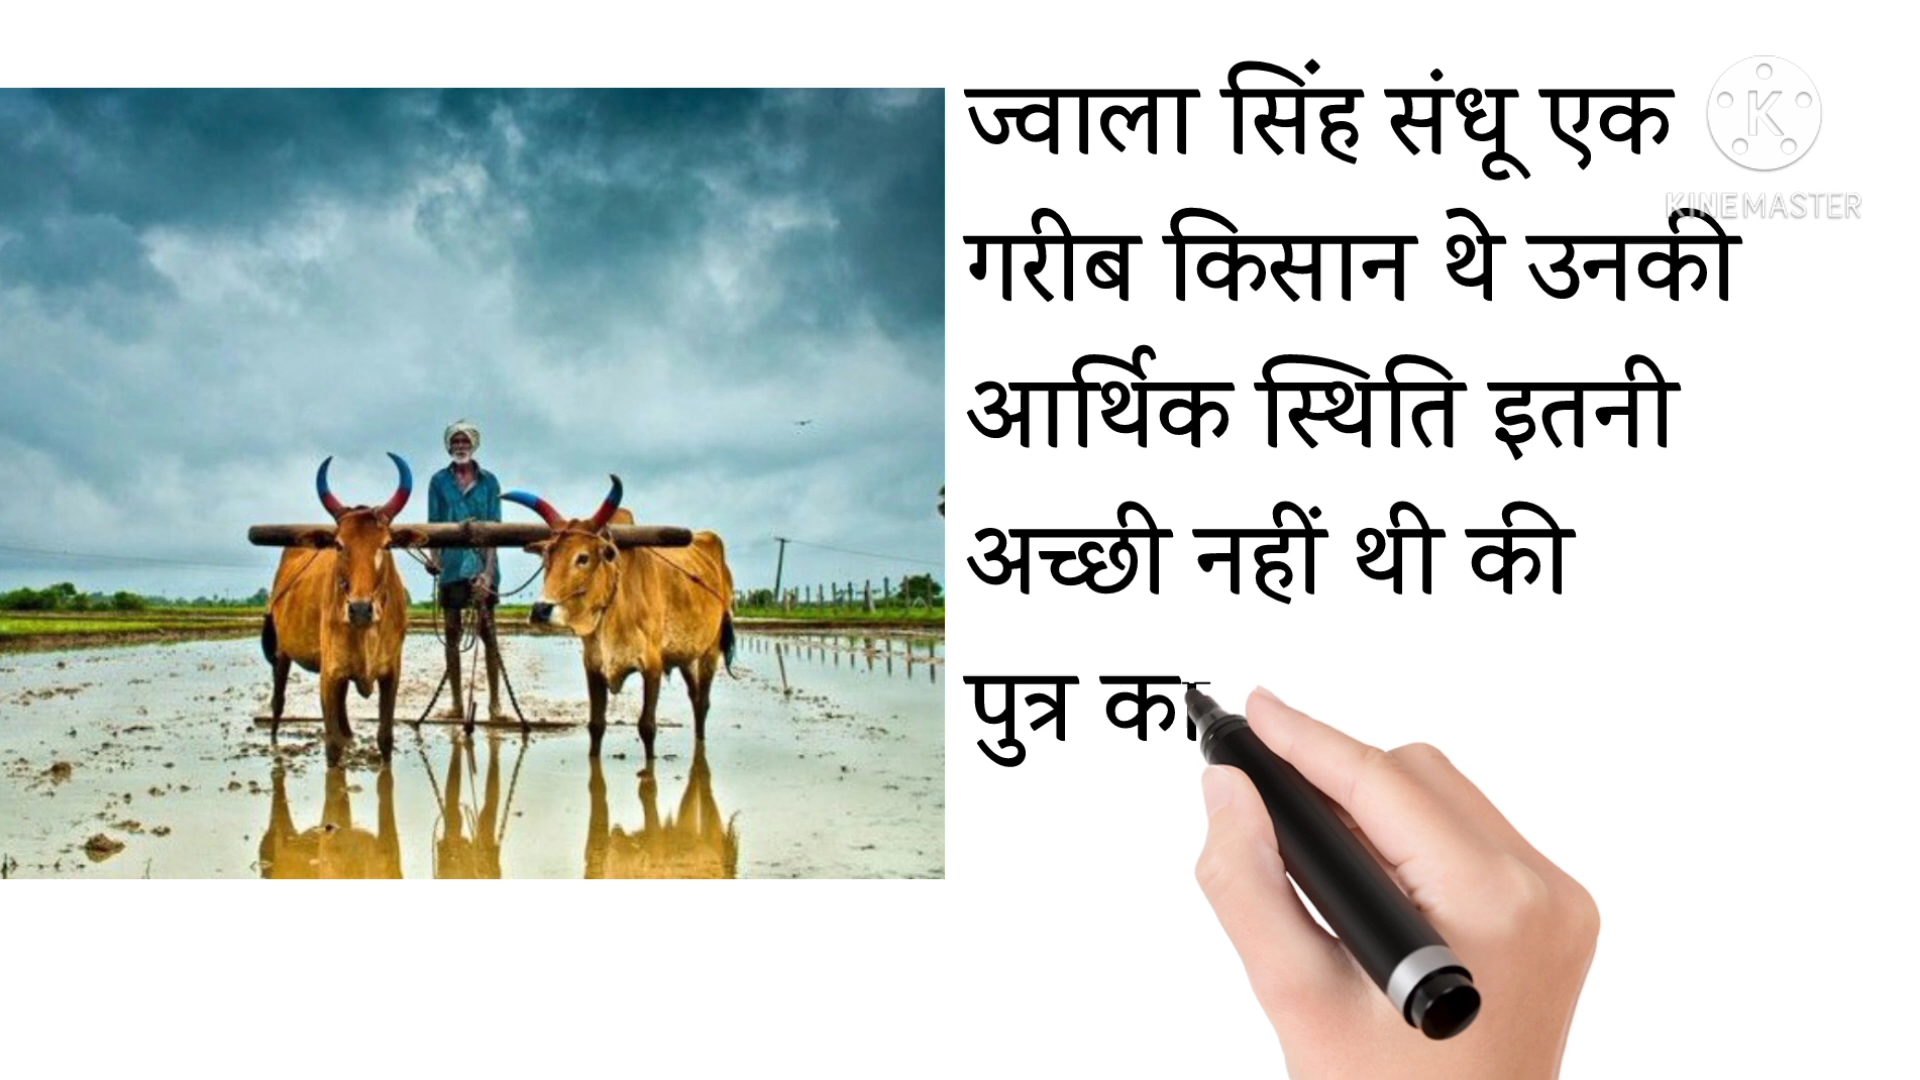 ज्वाला सिंह संधू एक
गरीब किसान थे उनकी
आर्थिक स्थिति इतनी
अच्छी नहीं थी की
पुत्र का
K
KINEMASTER